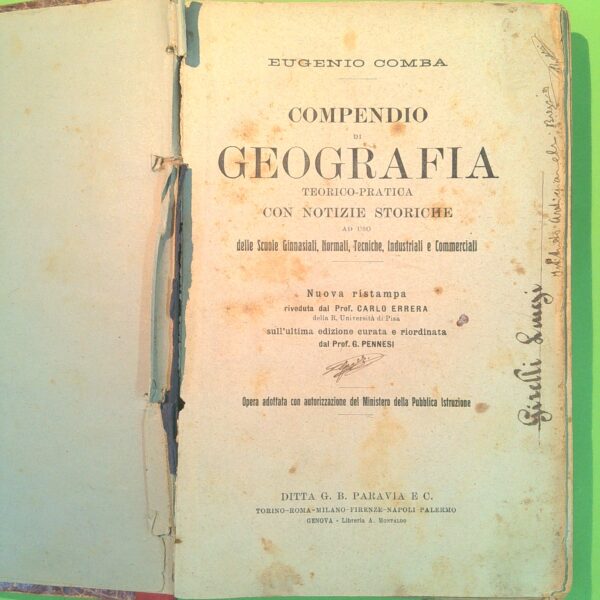 EUGENIO COMBA
COMPENDIO
DI
GEOGRAFIA
TEORICO-PRATICA
CON NOTIZIE STORICHE
AD USO
delle Scuole Ginnasiali, Normali, Tecniche, Industriali e Commerciali
Nuova ristampa
riveduta dal Prof. CARLO ERRERA
della R. Università di Pisa
sull'ultima edizione curata e riordinata
dal Prof. G. PENNESI
Opera adottata con autorizzazione del Ministero della Pubblica Istruzione
DITTA G. B. PARAVIA E C.
TORINO-ROMA-MILANO-FIRENZE-NAPOLI PALERMO
GENOVA - Libreria A. MONTALDO